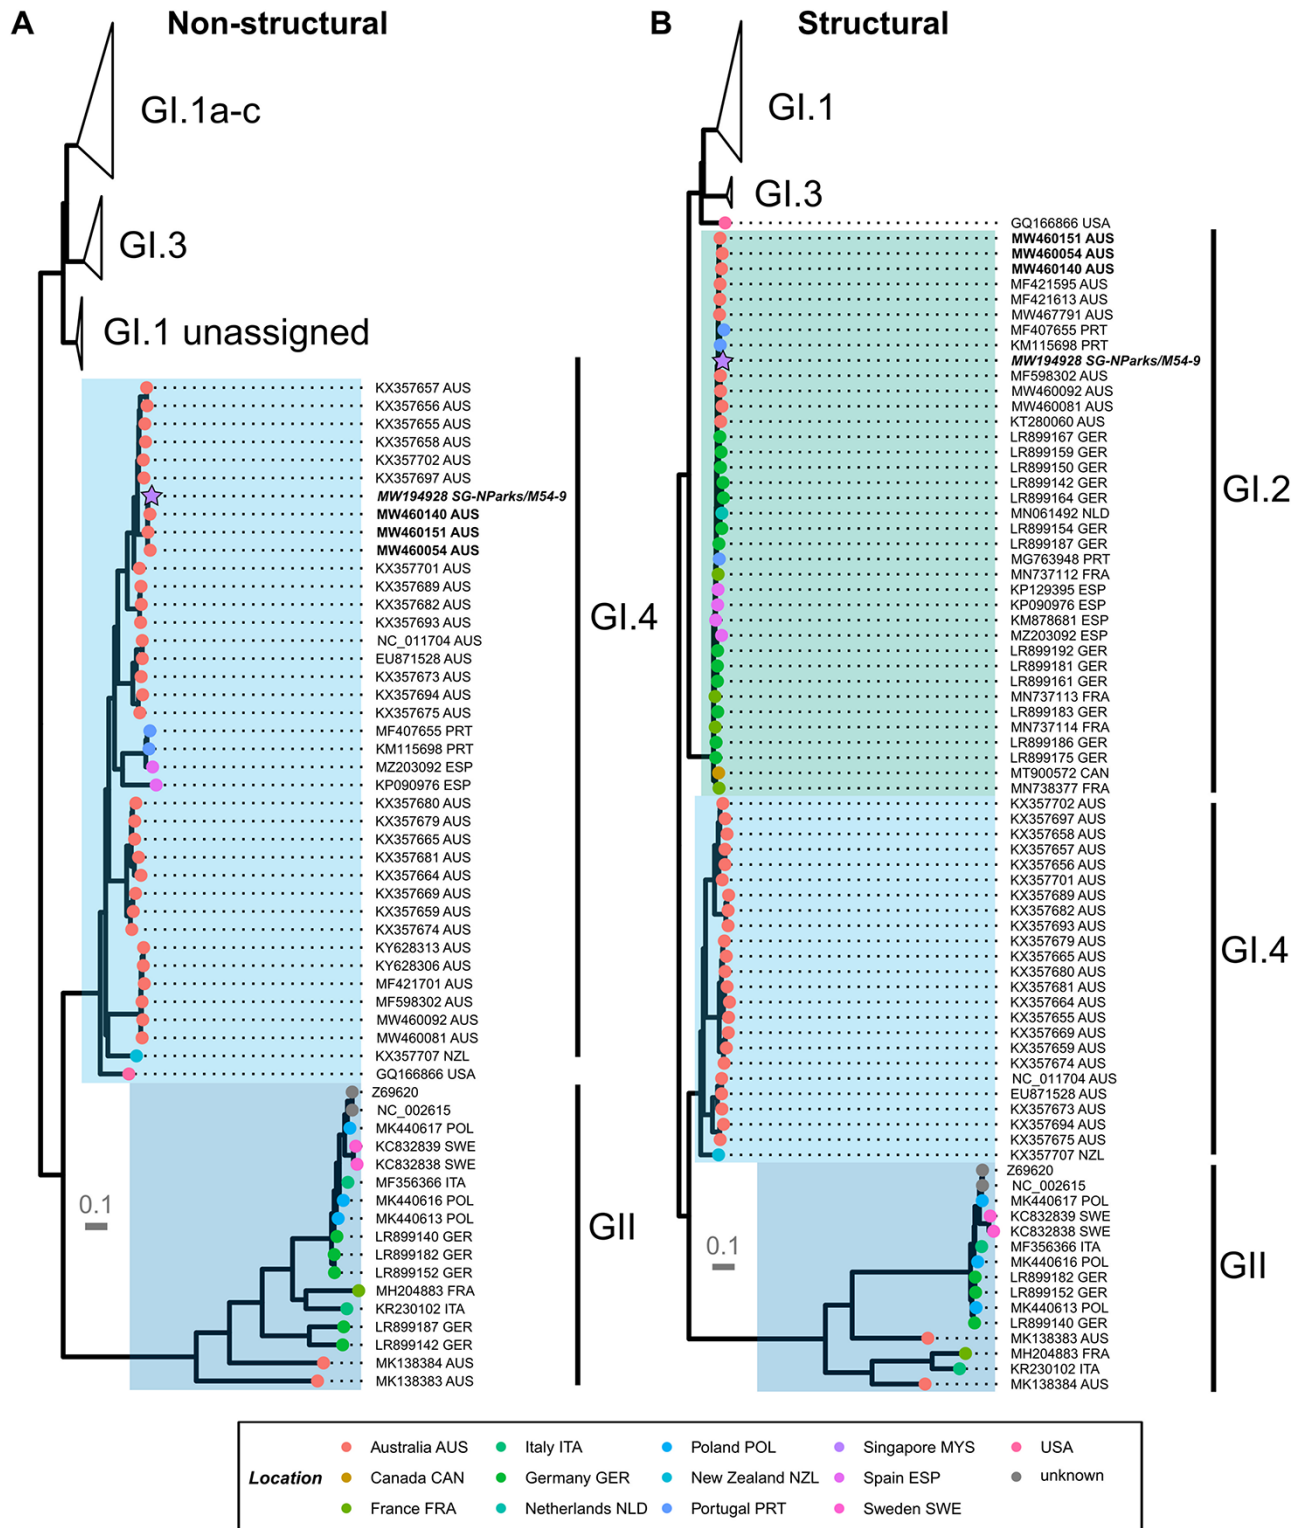 A Non-structural
GI.1a-c
GI.3
GI.1 unassigned
KX357657 AUS
KX357656 AUS
KX357655 AUS
KX357658 AUS
KX357702 AUS
KX357697 AUS
MW194928 SG-NParks/M54-9
MW460140 AUS
MW460151 AUS
MW460054 AUS
KX357701 AUS
KX357689 AUS
KX357682 AUS
KX357693 AUS
NC_011704 AUS
EU871528 AUS
KX357673 AUS
KX357694 AUS
KX357675 AUS
MF407655 PRT
KM115698 PRT
MZ203092 ESP
KP090976 ESP
KX357680 AUS
KX357679 AUS
KX357665 AUS
KX357681 AUS
KX357664 AUS
KX357669 AUS
KX357659 AUS
KX357674 AUS
KY628313 AUS
KY628306 AUS
MF421701 AUS
MF598302 AUS
MW460092 AUS
MW460081 AUS
KX357707 NZL
GQ166866 USA
GI.4
Z69620
NC_002615
MK440617 POL
KC832839 SWE
KC832838 SWE
MF356366 ITA
MK440616 POL
MK440613 POL
LR899140 GER
LR899182 GER
LR899152 GER
MH204883 FRA
KR230102 ITA
LR899187 GER
LR899142 GER
MK138384 AUS
MK138383 AUS
GII
0.1
B Structural
GI.1
GI.3
GQ166866 USA
MW460151 AUS
MW460054 AUS
MW460140 AUS
MF421595 AUS
MF421613 AUS
MW467791 AUS
MF407655 PRT
KM115698 PRT
MW194928 SG-NParks/M54-9
MF598302 AUS
MW460092 AUS
MW460081 AUS
KT280060 AUS
LR899167 GER
LR899159 GER
LR899150 GER
LR899142 GER
LR899164 GER
MN061492 NLD
LR899154 GER
LR899187 GER
MG763948 PRT
MN737112 FRA
KP129395 ESP
KP090976 ESP
KM878681 ESP
MZ203092 ESP
LR899192 GER
LR899181 GER
LR899161 GER
MN737113 FRA
LR899183 GER
MN737114 FRA
LR899186 GER
LR899175 GER
MT900572 CAN
MN738377 FRA
GI.2
KX357702 AUS
KX357697 AUS
KX357658 AUS
KX357657 AUS
KX357656 AUS
KX357701 AUS
KX357689 AUS
KX357682 AUS
KX357693 AUS
KX357679 AUS
KX357665 AUS
KX357680 AUS
KX357681 AUS
KX357664 AUS
KX357655 AUS
KX357669 AUS
KX357659 AUS
KX357674 AUS
NC_011704 AUS
EU871528 AUS
KX357673 AUS
KX357694 AUS
KX357675 AUS
KX357707 NZL
GI.4
Z69620
NC_002615
MK440617 POL
KC832839 SWE
KC832838 SWE
MF356366 ITA
MK440616 POL
LR899182 GER
LR899152 GER
MK440613 POL
LR899140 GER
MK138383 AUS
MH204883 FRA
KR230102 ITA
MK138384 AUS
GII
0.1
Location
Australia AUS
Canada CAN
France FRA
Italy ITA
Germany GER
Netherlands NLD
Poland POL
New Zealand NZL
Portugal PRT
Singapore MYS
Spain ESP
Sweden SWE
USA
unknown